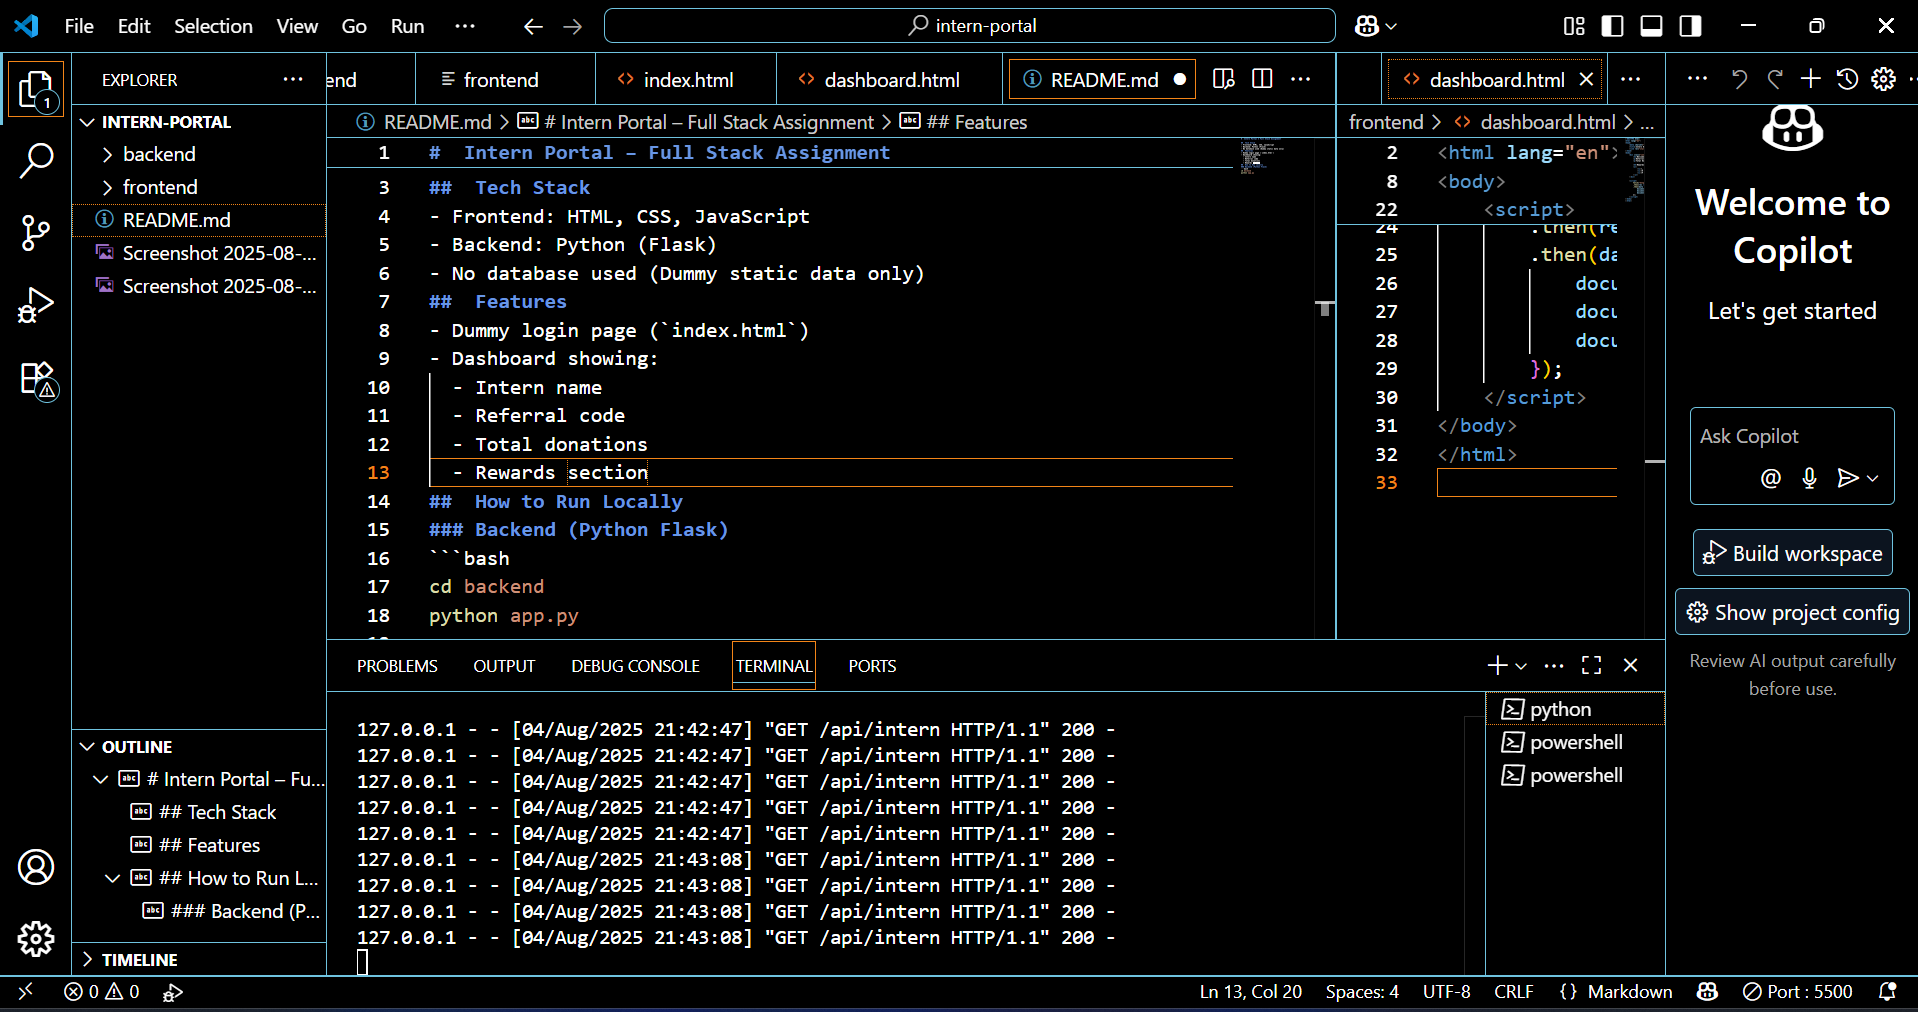 File Edit Selection View Go Run ··· intern-portal
EXPLORER ···
INTERN-PORTAL
backend
frontend
README.md
Screenshot 2025-08-...
Screenshot 2025-08-...
OUTLINE
# Intern Portal – Fu...
## Tech Stack
## Features
## How to Run L...
### Backend (P...
TIMELINE
end frontend index.html dashboard.html README.md
README.md > # Intern Portal – Full Stack Assignment > ## Features
1 #  Intern Portal – Full Stack Assignment
3 ##  Tech Stack
4 - Frontend: HTML, CSS, JavaScript
5 - Backend: Python (Flask)
6 - No database used (Dummy static data only)
7 ##  Features
8 - Dummy login page (`index.html`)
9 - Dashboard showing:
10   - Intern name
11   - Referral code
12   - Total donations
13   - Rewards section
14 ##  How to Run Locally
15 ### Backend (Python Flask)
16 ```bash
17 cd backend
18 python app.py
dashboard.html
frontend > dashboard.html > ...
2 <html lang="en">
8 <body>
22 <script>
24 .then(re
25 .then(da
26 docu
27 docu
28 docu
29 });
30 </script>
31 </body>
32 </html>
33
PROBLEMS OUTPUT DEBUG CONSOLE TERMINAL PORTS
127.0.0.1 - - [04/Aug/2025 21:42:47] "GET /api/intern HTTP/1.1" 200 -
127.0.0.1 - - [04/Aug/2025 21:42:47] "GET /api/intern HTTP/1.1" 200 -
127.0.0.1 - - [04/Aug/2025 21:42:47] "GET /api/intern HTTP/1.1" 200 -
127.0.0.1 - - [04/Aug/2025 21:42:47] "GET /api/intern HTTP/1.1" 200 -
127.0.0.1 - - [04/Aug/2025 21:42:47] "GET /api/intern HTTP/1.1" 200 -
127.0.0.1 - - [04/Aug/2025 21:43:08] "GET /api/intern HTTP/1.1" 200 -
127.0.0.1 - - [04/Aug/2025 21:43:08] "GET /api/intern HTTP/1.1" 200 -
127.0.0.1 - - [04/Aug/2025 21:43:08] "GET /api/intern HTTP/1.1" 200 -
127.0.0.1 - - [04/Aug/2025 21:43:08] "GET /api/intern HTTP/1.1" 200 -
python
powershell
powershell
Welcome to
Copilot
Let's get started
Ask Copilot
@
Build workspace
Show project config
Review AI output carefully
before use.
0 0 Ln 13, Col 20 Spaces: 4 UTF-8 CRLF {} Markdown Port : 5500